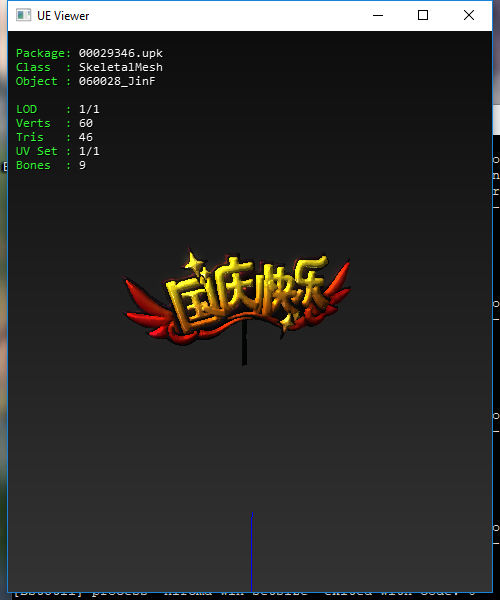 UE Viewer
Package: 00029346.upk
Class : SkeletalMesh
Object : 060028_JinF
LOD : 1/1
Verts : 60
Tris : 46
UV Set : 1/1
Bones : 9
国庆快乐